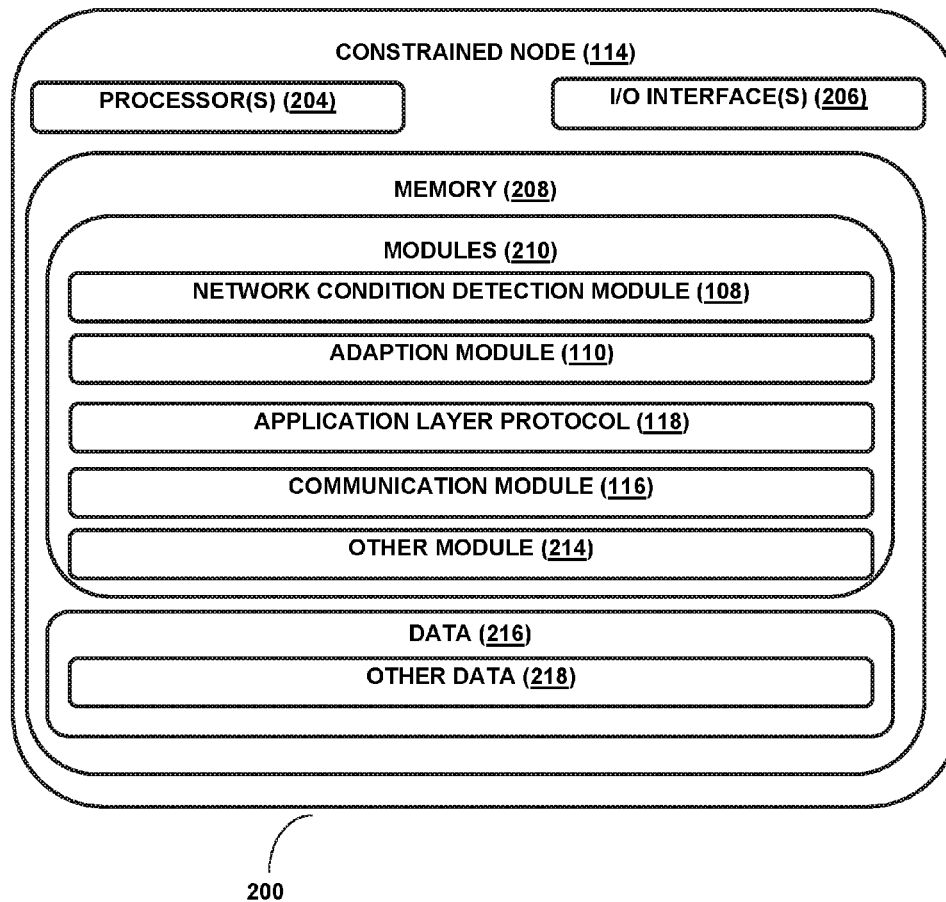 CONSTRAINED NODE (114)
PROCESSOR(S) (204)
I/O INTERFACE(S) (206)
MEMORY (208)
MODULES (210)
NETWORK CONDITION DETECTION MODULE (108)
ADAPTION MODULE (110)
APPLICATION LAYER PROTOCOL (118)
COMMUNICATION MODULE (116)
OTHER MODULE (214)
DATA (216)
OTHER DATA (218)
200